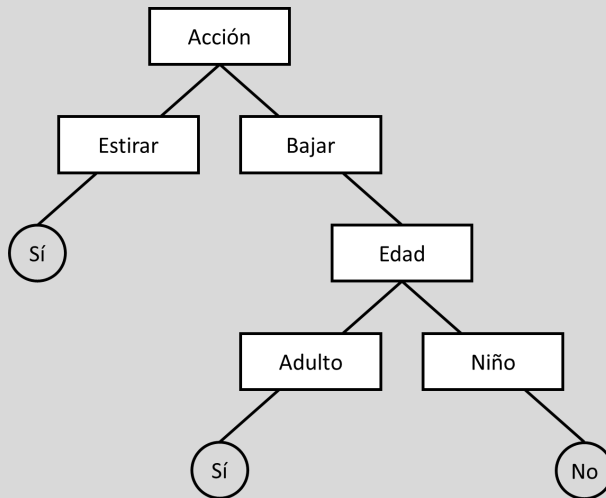 Acción
Estirar
Bajar
Sí
Edad
Adulto
Niño
Sí
No